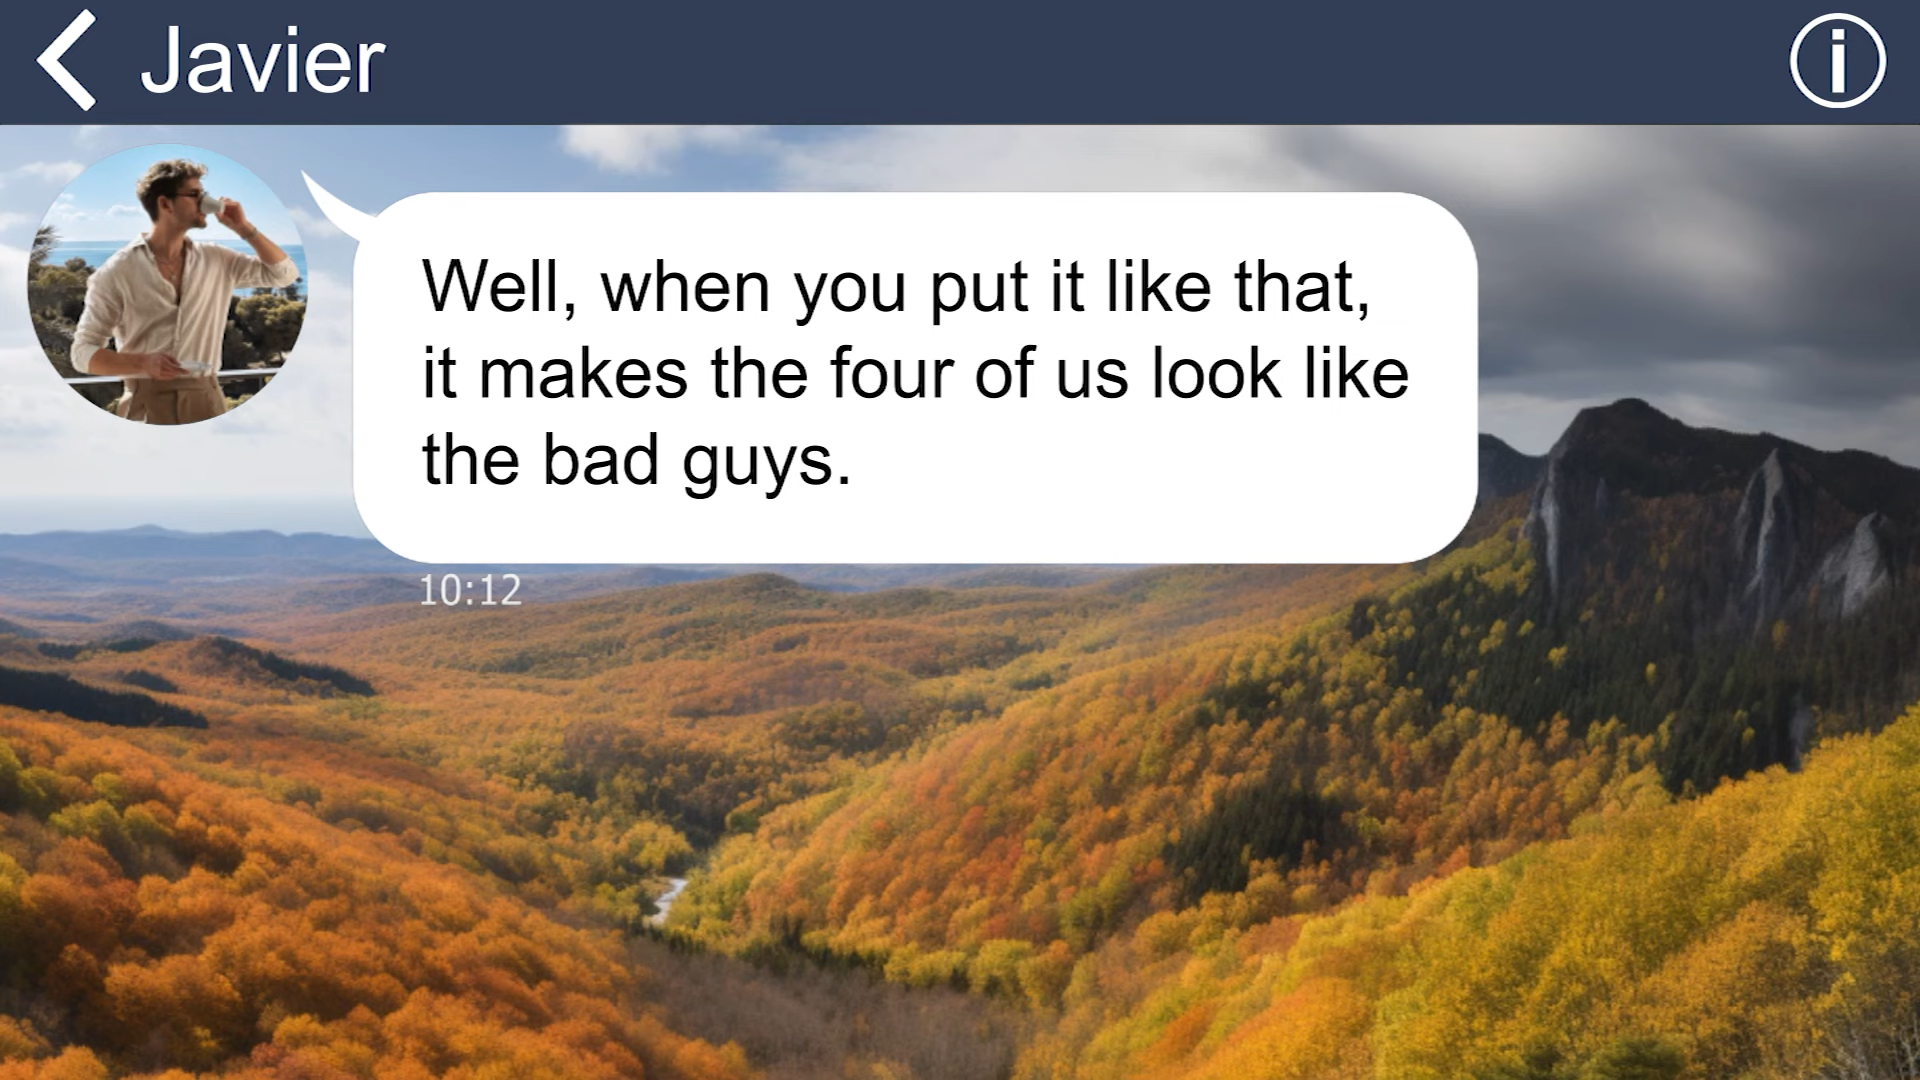 Javier
Well, when you put it like that,
it makes the four of us look like
the bad guys.
10:12